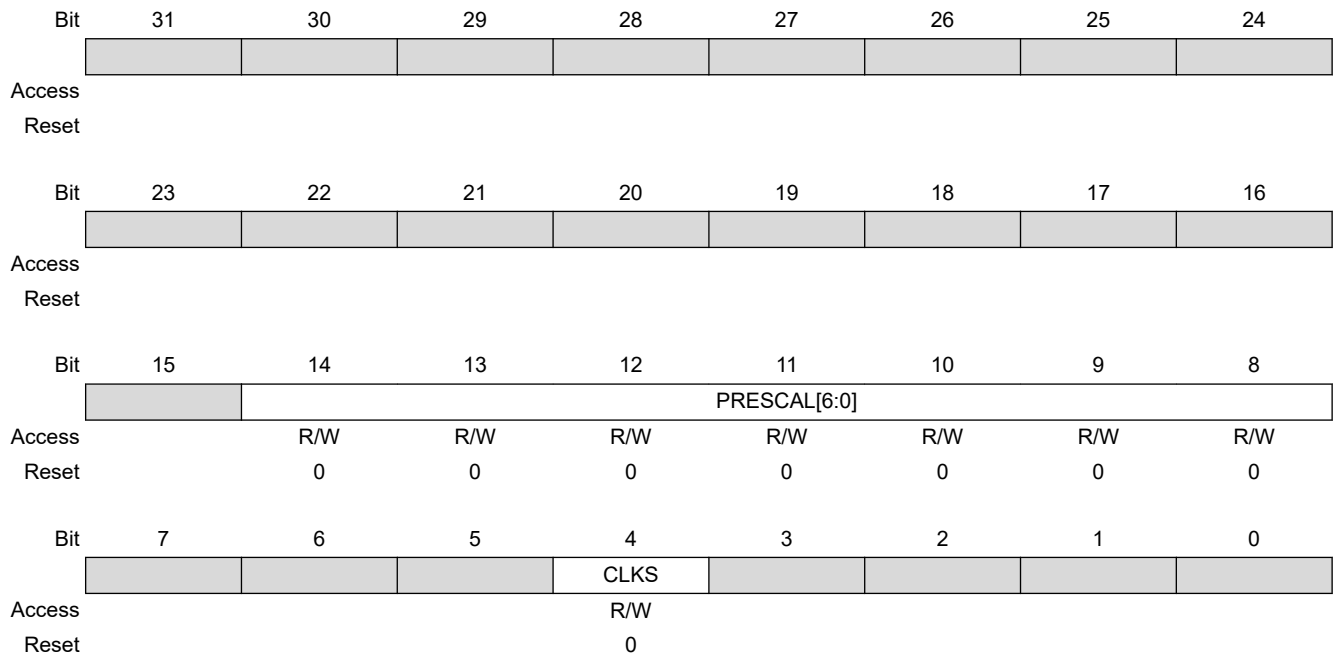 Bit 31 30 29 28 27 26 25 24
Access
Reset
Bit 23 22 21 20 19 18 17 16
Access
Reset
Bit 15 14 13 12 11 10 9 8
PRESCAL[6:0]
Access R/W R/W R/W R/W R/W R/W R/W
Reset 0 0 0 0 0 0 0
Bit 7 6 5 4 3 2 1 0
CLKS
Access R/W
Reset 0